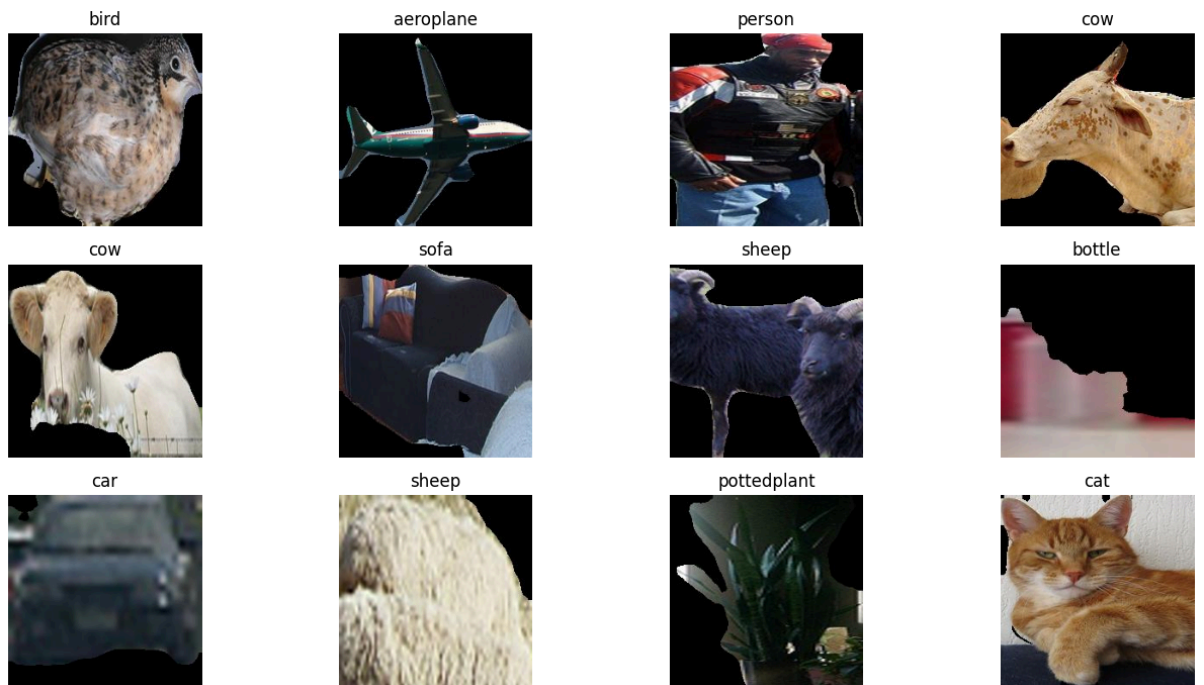 bird
aeroplane
person
cow
cow
sofa
sheep
bottle
car
sheep
pottedplant
cat